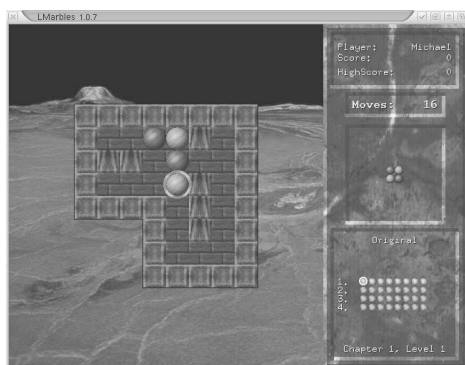 LMarbles 1.0.7
Player: Michael
Score: 0
HighScore: 0
Moves: 16
Original
1.
2.
3.
4.
Chapter 1, Level 1